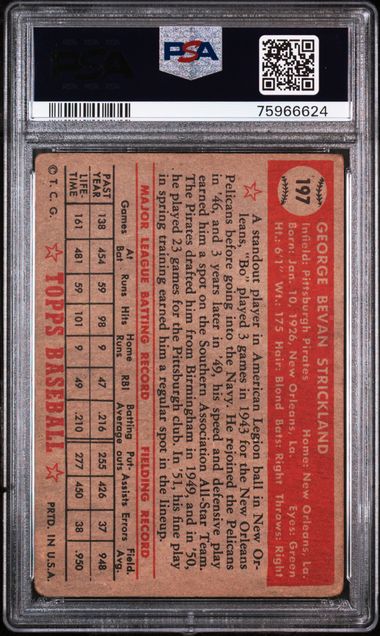 PSA
PSA
75966624
197
GEORGE BEVAN STRICKLAND
Infield: Pittsburgh Pirates Home: New Orleans, La.
Born: Jan. 10, 1926, New Orleans, La. Eyes: Green
Ht.: 6'1" Wt.: 175 Hair: Blond Bats: Right Throws: Right
A standout player in American Legion ball in New Or-
leans, "Bo" played 3 games in 1943 for the New Orleans
Pelicans before going into the Navy. He rejoined the Pelicans
in '46, and 3 years later in '49, his speed and defensive play
earned him a spot on the Southern Association All-Star Team.
The Pirates drafted him from Birmingham in 1949, and in '50,
he played 23 games for the Pittsburgh club. In '51, his fine play
in spring training earned him a regular spot in the lineup.
MAJOR LEAGUE BATTING RECORD FIELDING RECORD
Games At Bat Runs Hits Home Runs RBI Batting Average Put-outs Assists Errors Field. Avg.
PAST YEAR 138 454 59 98 9 47 .216 255 426 37 .948
LIFE-TIME 161 481 59 101 9 49 .210 277 450 38 .950
© T. C. G. TOPPS BASEBALL PRTD. IN U.S.A.